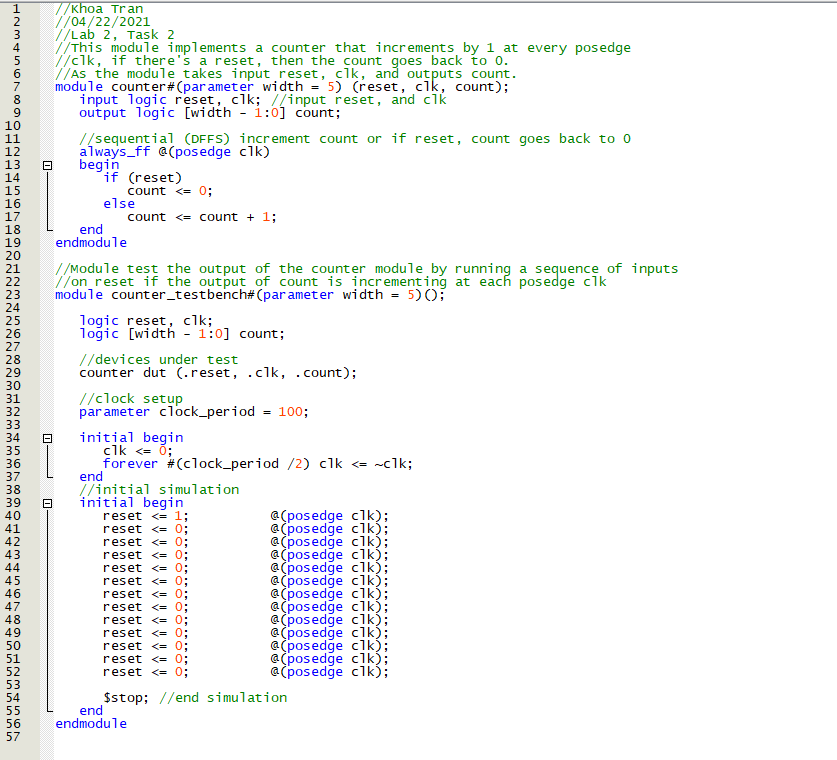 1 //Khoa Tran
2 //04/22/2021
3 //Lab 2, Task 2
4 //This module implements a counter that increments by 1 at every posedge
5 //clk, if there's a reset, then the count goes back to 0.
6 //As the module takes input reset, clk, and outputs count.
7 module counter#(parameter width = 5) (reset, clk, count);
8 input logic reset, clk; //input reset, and clk
9 output logic [width - 1:0] count;
10
11 //sequential (DFFS) increment count or if reset, count goes back to 0
12 always_ff @(posedge clk)
13 begin
14 if (reset)
15 count <= 0;
16 else
17 count <= count + 1;
18 end
19 endmodule
20
21 //Module test the output of the counter module by running a sequence of inputs
22 //on reset if the output of count is incrementing at each posedge clk
23 module counter_testbench#(parameter width = 5)();
24
25 logic reset, clk;
26 logic [width - 1:0] count;
27
28 //devices under test
29 counter dut (.reset, .clk, .count);
30
31 //clock setup
32 parameter clock_period = 100;
33
34 initial begin
35 clk <= 0;
36 forever #(clock_period /2) clk <= ~clk;
37 end
38 //initial simulation
39 initial begin
40 reset <= 1; @(posedge clk);
41 reset <= 0; @(posedge clk);
42 reset <= 0; @(posedge clk);
43 reset <= 0; @(posedge clk);
44 reset <= 0; @(posedge clk);
45 reset <= 0; @(posedge clk);
46 reset <= 0; @(posedge clk);
47 reset <= 0; @(posedge clk);
48 reset <= 0; @(posedge clk);
49 reset <= 0; @(posedge clk);
50 reset <= 0; @(posedge clk);
51 reset <= 0; @(posedge clk);
52 reset <= 0; @(posedge clk);
53
54 $stop; //end simulation
55 end
56 endmodule
57